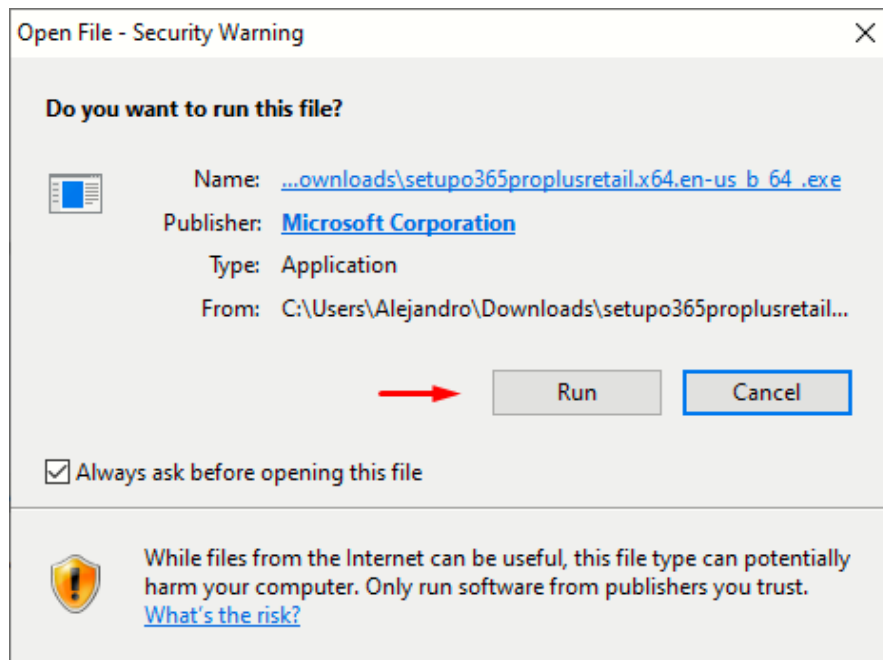 Open File - Security Warning
Do you want to run this file?
Name: ...ownloads\setupo365proplusretail.x64.en-us_b_64_.exe
Publisher: Microsoft Corporation
Type: Application
From: C:\Users\Alejandro\Downloads\setupo365proplusretail...
Run Cancel
Always ask before opening this file
While files from the Internet can be useful, this file type can potentially
harm your computer. Only run software from publishers you trust.
What's the risk?